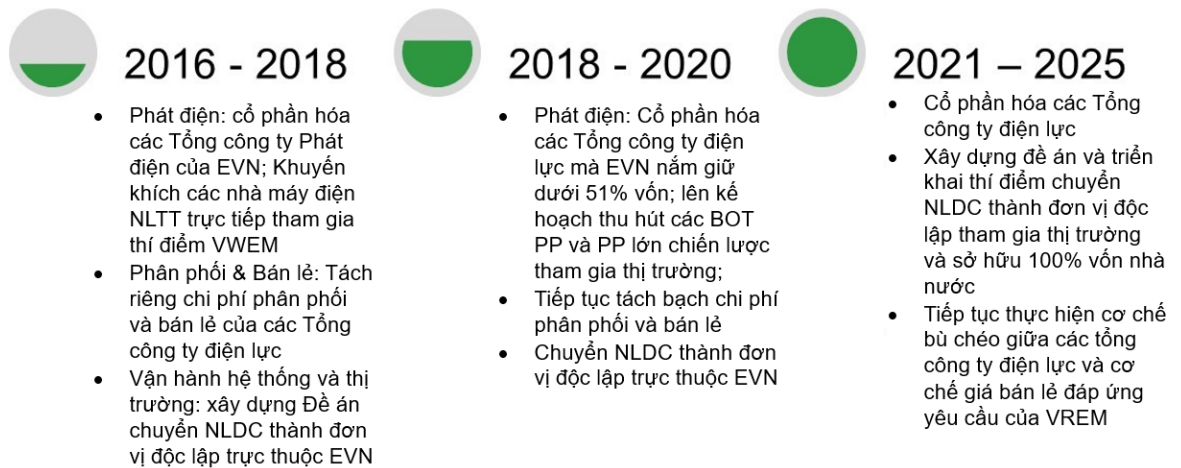 2016 - 2018
• Phát điện: cổ phần hóa
các Tổng công ty Phát
điện của EVN; Khuyến
khích các nhà máy điện
NLTT trực tiếp tham gia
thí điểm VWEM
• Phân phối & Bán lẻ: Tách
riêng chi phí phân phối
và bán lẻ của các Tổng
công ty điện lực
• Vận hành hệ thống và thị
trường: xây dựng Đề án
chuyển NLDC thành đơn
vị độc lập trực thuộc EVN
2018 - 2020
• Phát điện: Cổ phần hóa
các Tổng công ty điện
lực mà EVN nắm giữ
dưới 51% vốn; lên kế
hoạch thu hút các BOT
PP và PP lớn chiến lược
tham gia thị trường;
• Tiếp tục tách bạch chi phí
phân phối và bán lẻ
• Chuyển NLDC thành đơn
vị độc lập trực thuộc EVN
2021 – 2025
• Cổ phần hóa các Tổng
công ty điện lực
• Xây dựng đề án và triển
khai thí điểm chuyển
NLDC thành đơn vị độc
lập tham gia thị trường
và sở hữu 100% vốn nhà
nước
• Tiếp tục thực hiện cơ chế
bù chéo giữa các tổng
công ty điện lực và cơ
chế giá bán lẻ đáp ứng
yêu cầu của VREM